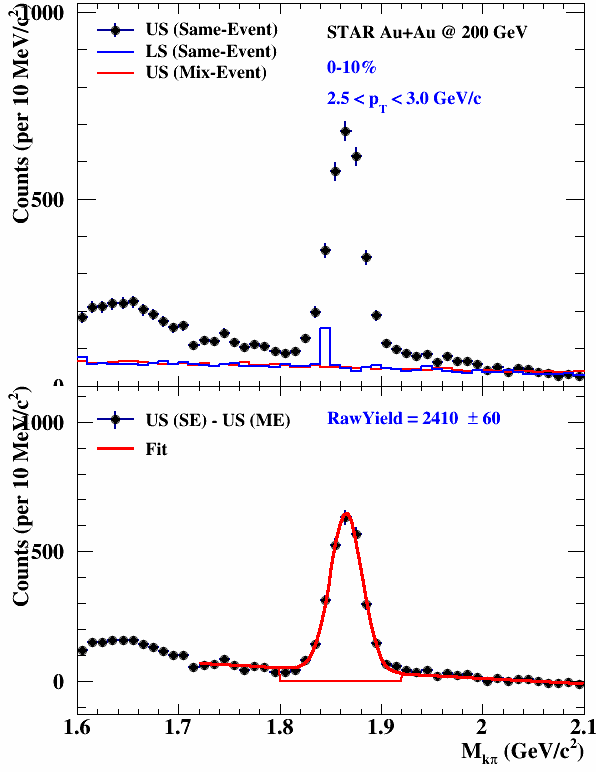 1000
US (Same-Event)
LS (Same-Event)
US (Mix-Event)
STAR Au+Au @ 200 GeV
0-10%
2.5 < p_T < 3.0 GeV/c
Counts (per 10 MeV/c²)
500
0
1000
US (SE) - US (ME)
Fit
RawYield = 2410 ± 60
Counts (per 10 MeV/c²)
500
0
1.6 1.7 1.8 1.9 2 2.1
M_kπ (GeV/c²)